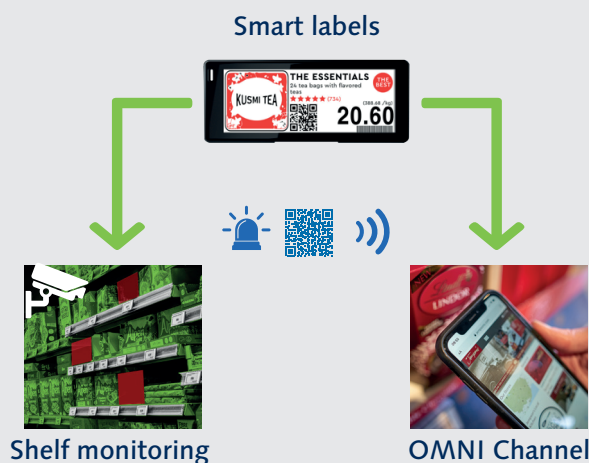 Smart labels
KUSMI TEA
THE ESSENTIALS
24 tea bags with flavored
teas
(734)
THE
BEST
20.60
LINDOR
Shelf monitoring
OMNI Channel